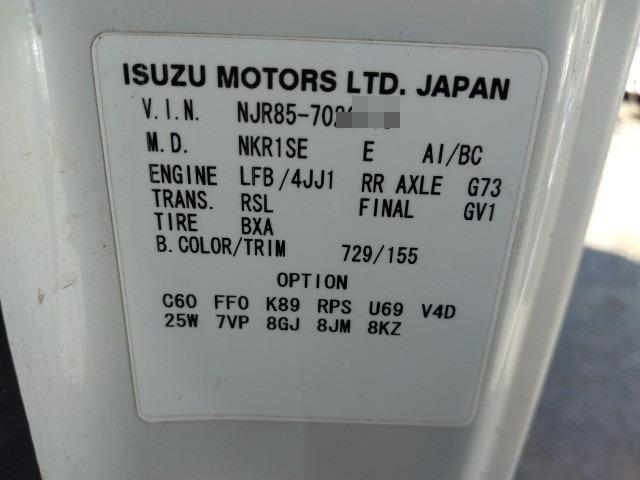 ISUZU MOTORS LTD. JAPAN
V.I.N. NJR85-702
M.D. NKR1SE E AI/BC
ENGINE LFB/4JJ1 RR AXLE G73
TRANS. RSL FINAL GV1
TIRE BXA
B.COLOR/TRIM 729/155
OPTION
C60 FF0 K89 RPS U69 V4D
25W 7VP 8GJ 8JM 8KZ